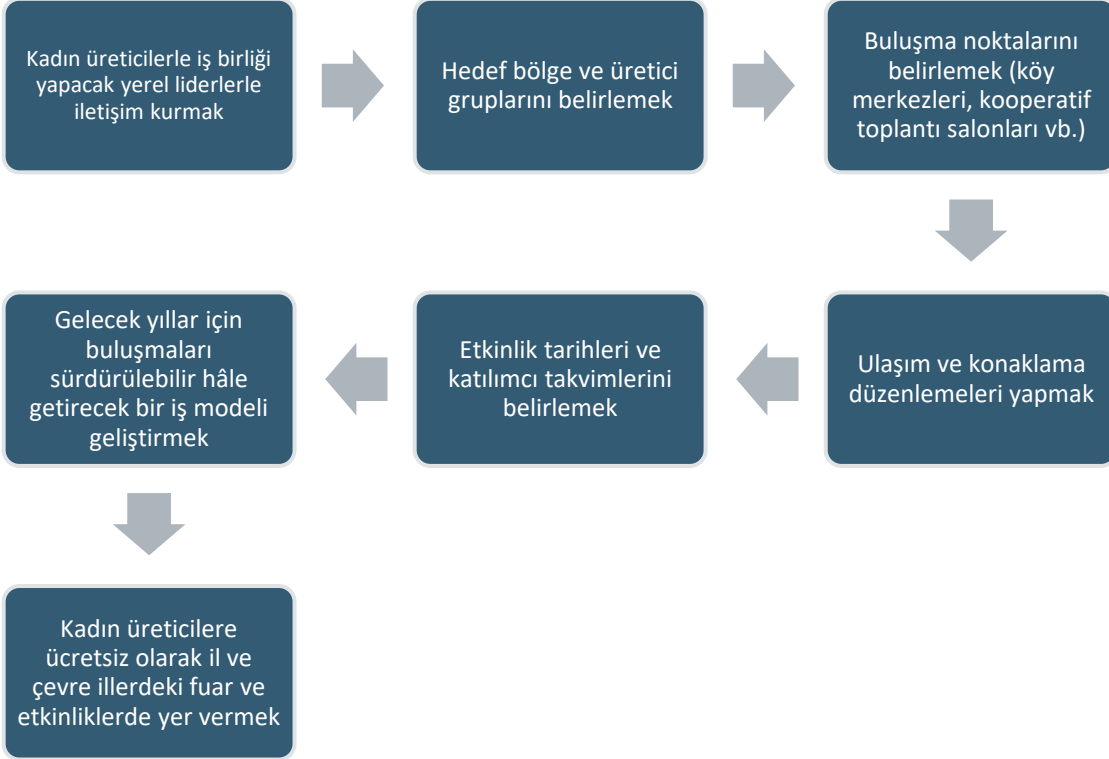 Kadın üreticilerle iş birliği
yapacak yerel liderlerle
iletişim kurmak
Hedef bölge ve üretici
gruplarını belirlemek
Buluşma noktalarını
belirlemek (köy
merkezleri, kooperatif
toplantı salonları vb.)
Ulaşım ve konaklama
düzenlemeleri yapmak
Etkinlik tarihleri ve
katılımcı takvimlerini
belirlemek
Gelecek yıllar için
buluşmaları
sürdürülebilir hâle
getirecek bir iş modeli
geliştirmek
Kadın üreticilere
ücretsiz olarak il ve
çevre illerdeki fuar ve
etkinliklerde yer vermek